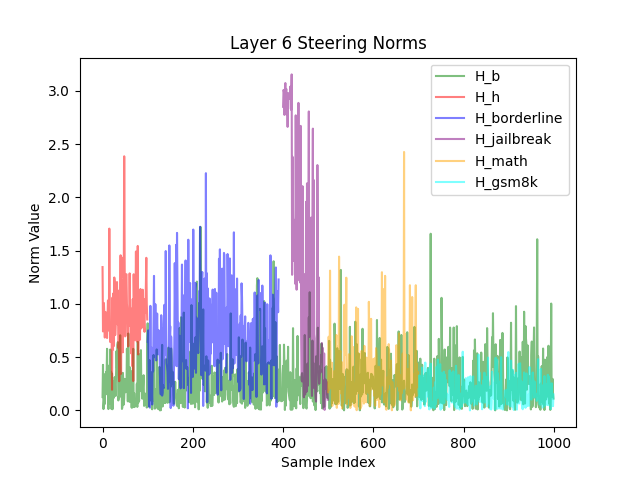 Layer 6 Steering Norms
Norm Value
3.0
2.5
2.0
1.5
1.0
0.5
0.0
H_b
H_h
H_borderline
H_jailbreak
H_math
H_gsm8k
0 200 400 600 800 1000
Sample Index